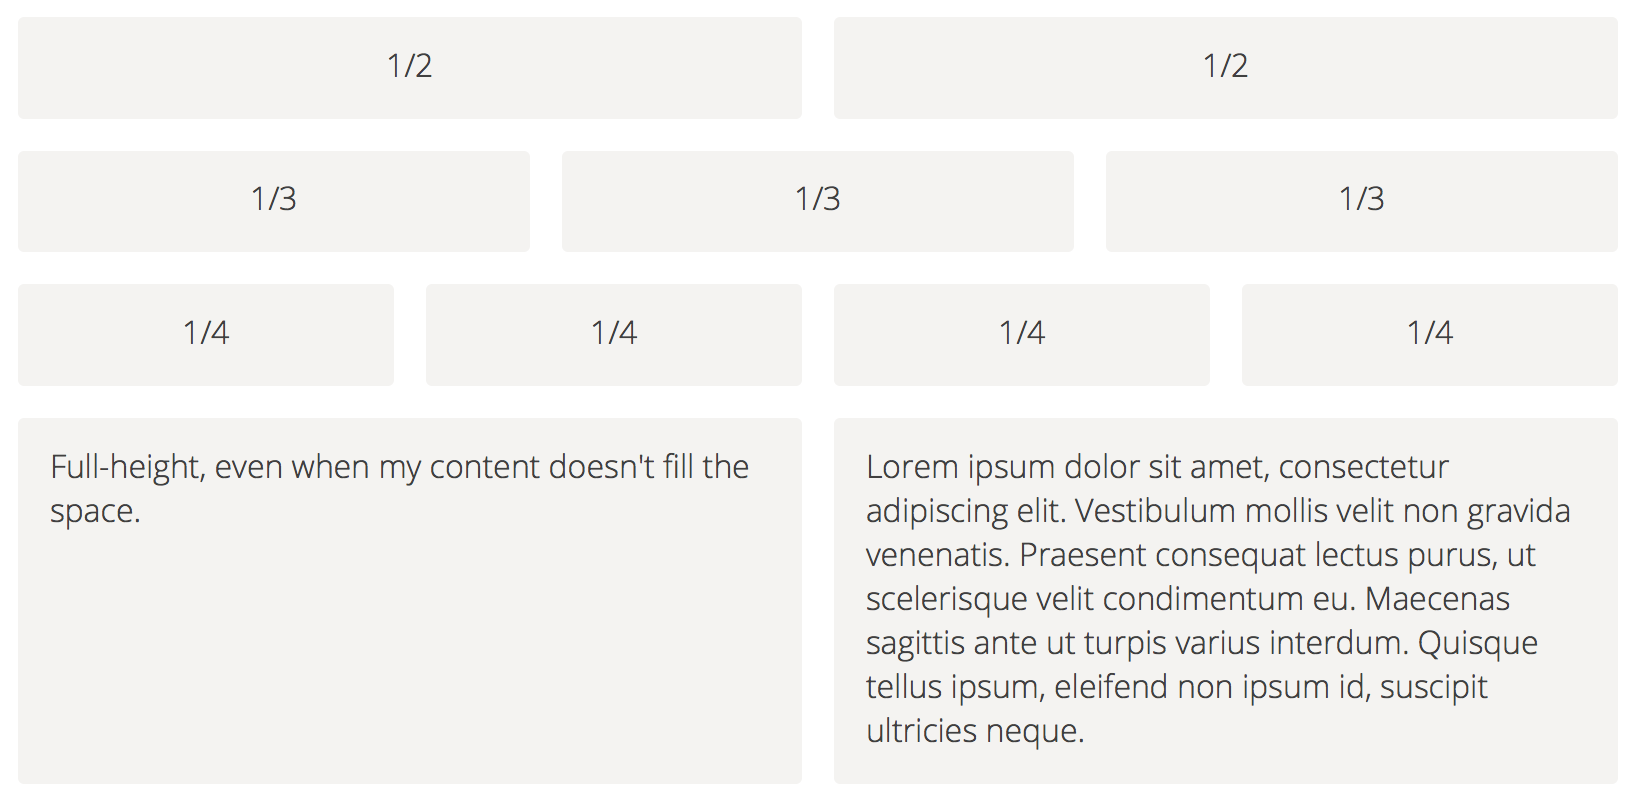 1/2
1/2
1/3
1/3
1/3
1/4
1/4
1/4
1/4
Full-height, even when my content doesn't fill the
space.
Lorem ipsum dolor sit amet, consectetur
adipiscing elit. Vestibulum mollis velit non gravida
venenatis. Praesent consequat lectus purus, ut
scelerisque velit condimentum eu. Maecenas
sagittis ante ut turpis varius interdum. Quisque
tellus ipsum, eleifend non ipsum id, suscipit
ultricies neque.